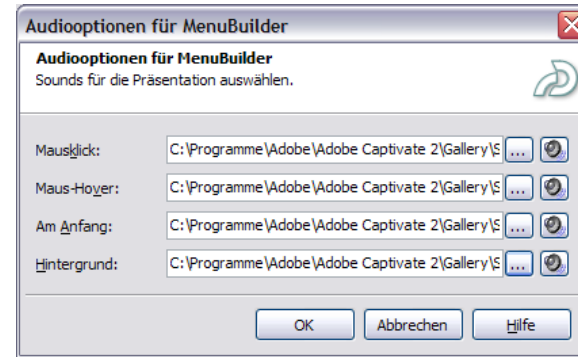 Audiooptionen für MenuBuilder
Audiooptionen für MenuBuilder
Sounds für die Präsentation auswählen.
Mausklick: C:\Programme\Adobe\Adobe Captivate 2\Gallery\S ...
Maus-Hover: C:\Programme\Adobe\Adobe Captivate 2\Gallery\S ...
Am Anfang: C:\Programme\Adobe\Adobe Captivate 2\Gallery\S ...
Hintergrund: C:\Programme\Adobe\Adobe Captivate 2\Gallery\S ...
OK Abbrechen Hilfe